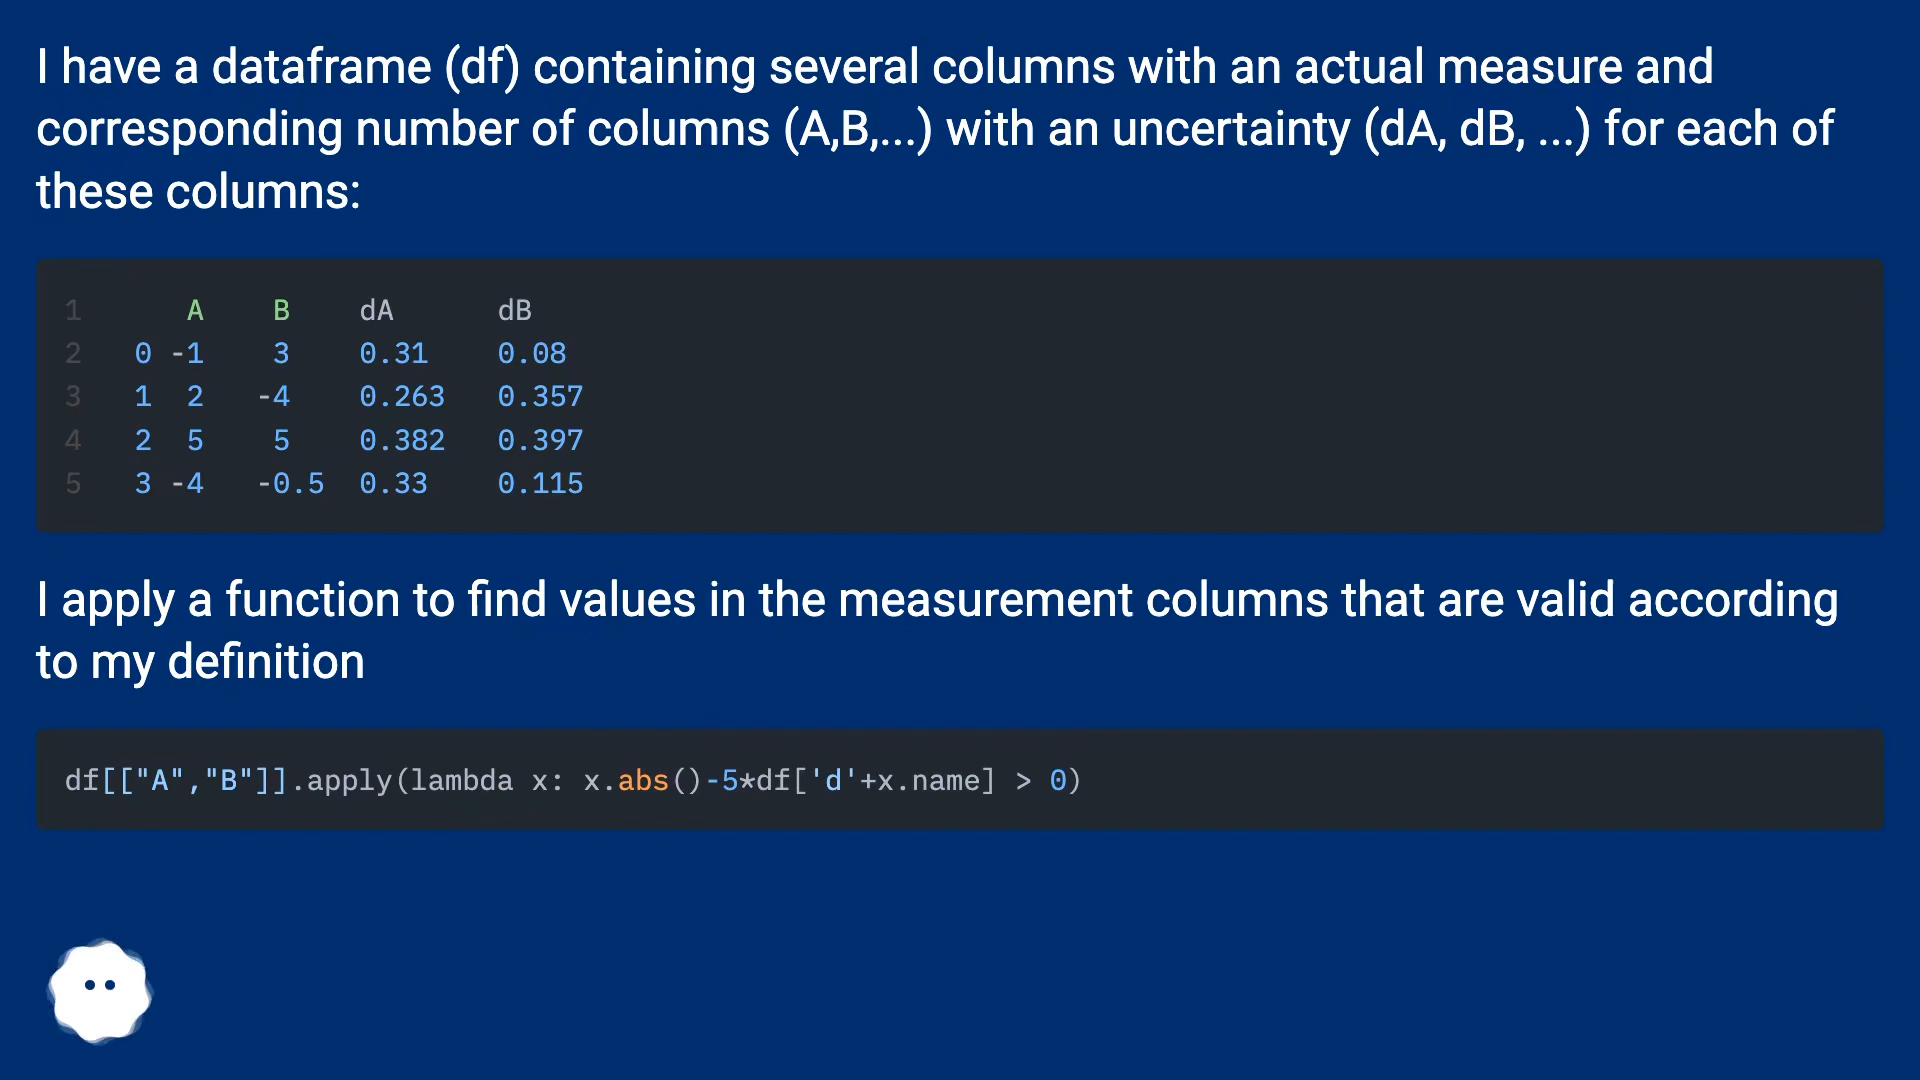 I have a dataframe (df) containing several columns with an actual measure and
corresponding number of columns (A,B,...) with an uncertainty (dA, dB, ...) for each of
these columns:
1 A B dA dB
2 0 -1 3 0.31 0.08
3 1 2 -4 0.263 0.357
4 2 5 5 0.382 0.397
5 3 -4 -0.5 0.33 0.115
I apply a function to find values in the measurement columns that are valid according
to my definition
df[["A","B"]].apply(lambda x: x.abs()-5*df['d'+x.name] > 0)